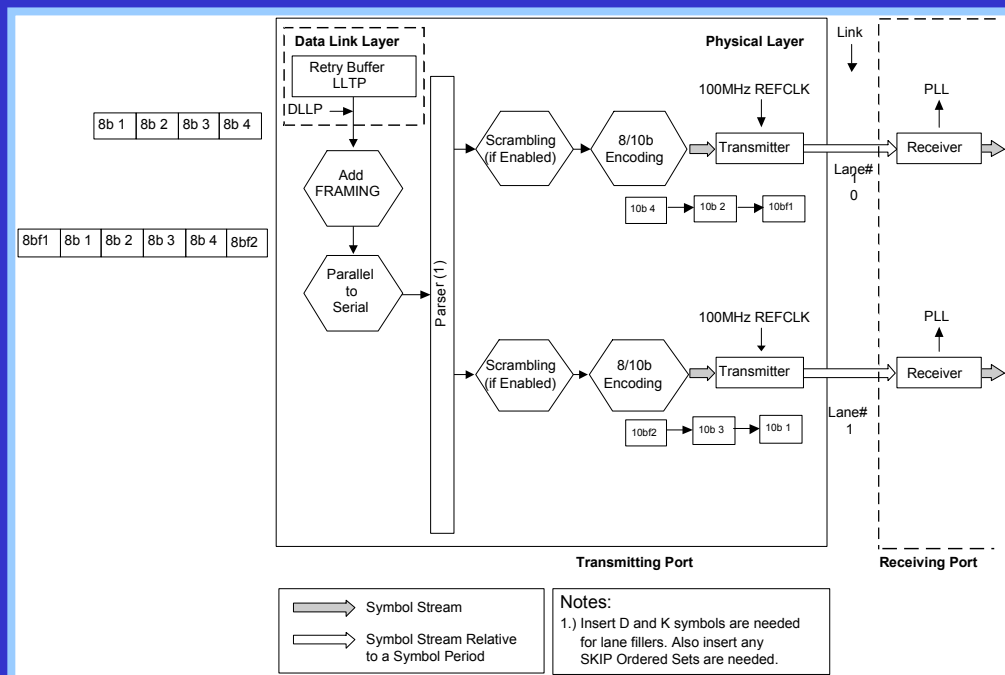 Data Link Layer
Physical Layer
Link
Retry Buffer
LLTP
DLLP
8b 1 8b 2 8b 3 8b 4
100MHz REFCLK
PLL
Scrambling
(if Enabled)
8/10b
Encoding
Transmitter
Receiver
Lane#
1
0
Add
FRAMING
10b 4 10b 2 10bf1
8bf1 8b 1 8b 2 8b 3 8b 4 8bf2
Parallel
to
Serial
Parser (1)
100MHz REFCLK
PLL
Scrambling
(if Enabled)
8/10b
Encoding
Transmitter
Receiver
Lane#
1
10bf2 10b 3 10b 1
Transmitting Port
Receiving Port
Symbol Stream
Symbol Stream Relative
to a Symbol Period
Notes:
1.) Insert D and K symbols are needed
for lane fillers. Also insert any
SKIP Ordered Sets are needed.